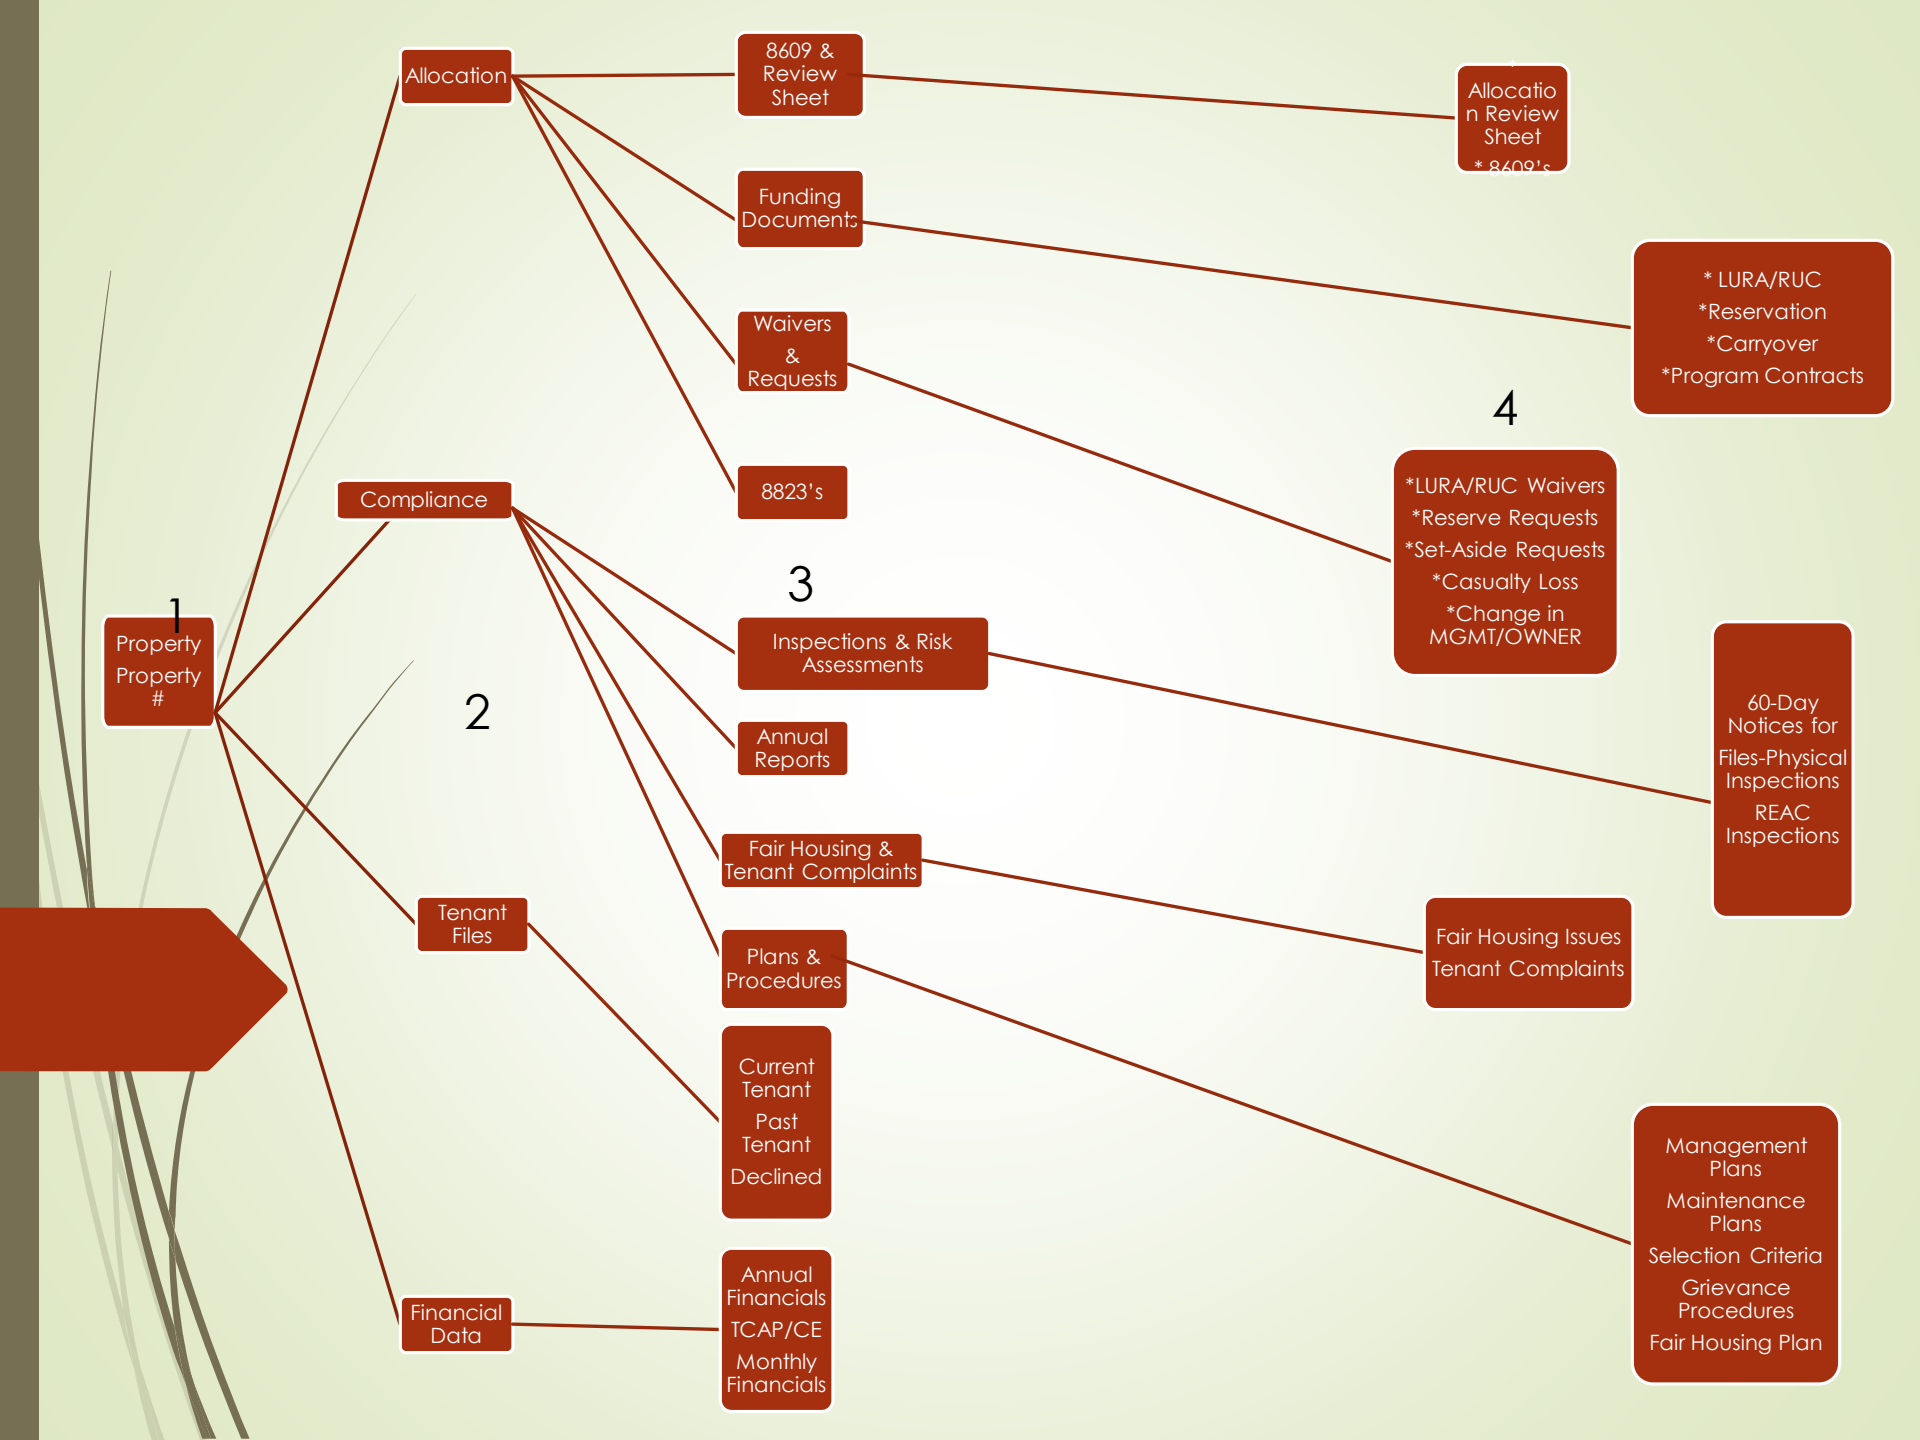 1
Property
Property
#
2
Allocation
Compliance
Tenant
Files
Financial
Data
3
8609 &
Review
Sheet
Funding
Documents
Waivers
&
Requests
8823's
Inspections & Risk
Assessments
Annual
Reports
Fair Housing &
Tenant Complaints
Plans &
Procedures
Current
Tenant
Past
Tenant
Declined
Annual
Financials
TCAP/CE
Monthly
Financials
4
Allocatio
n Review
Sheet
* 8609's
* LURA/RUC
*Reservation
*Carryover
*Program Contracts
*LURA/RUC Waivers
*Reserve Requests
*Set-Aside Requests
*Casualty Loss
*Change in
MGMT/OWNER
60-Day
Notices for
Files-Physical
Inspections
REAC
Inspections
Fair Housing Issues
Tenant Complaints
Management
Plans
Maintenance
Plans
Selection Criteria
Grievance
Procedures
Fair Housing Plan